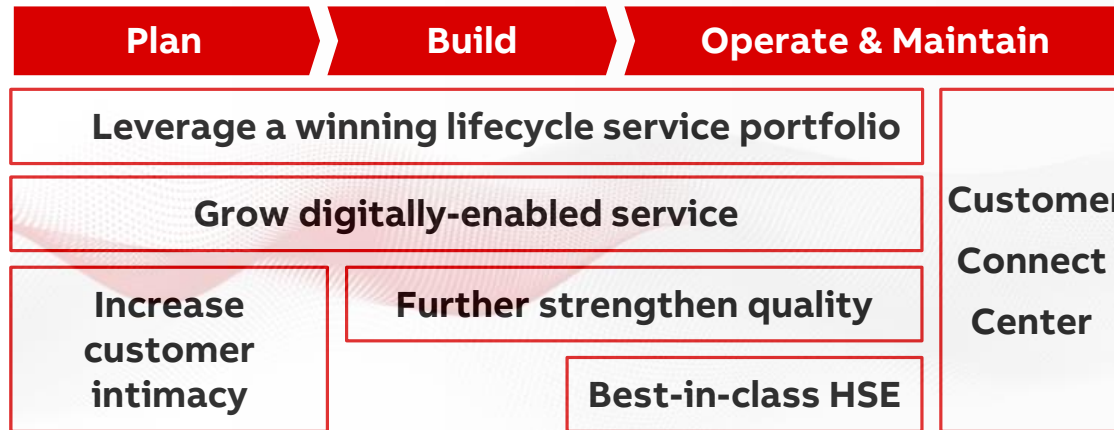 Plan
Build
Operate & Maintain
Leverage a winning lifecycle service portfolio
Grow digitally-enabled service
Increase
customer
intimacy
Further strengthen quality
Best-in-class HSE
Customer
Connect
Center